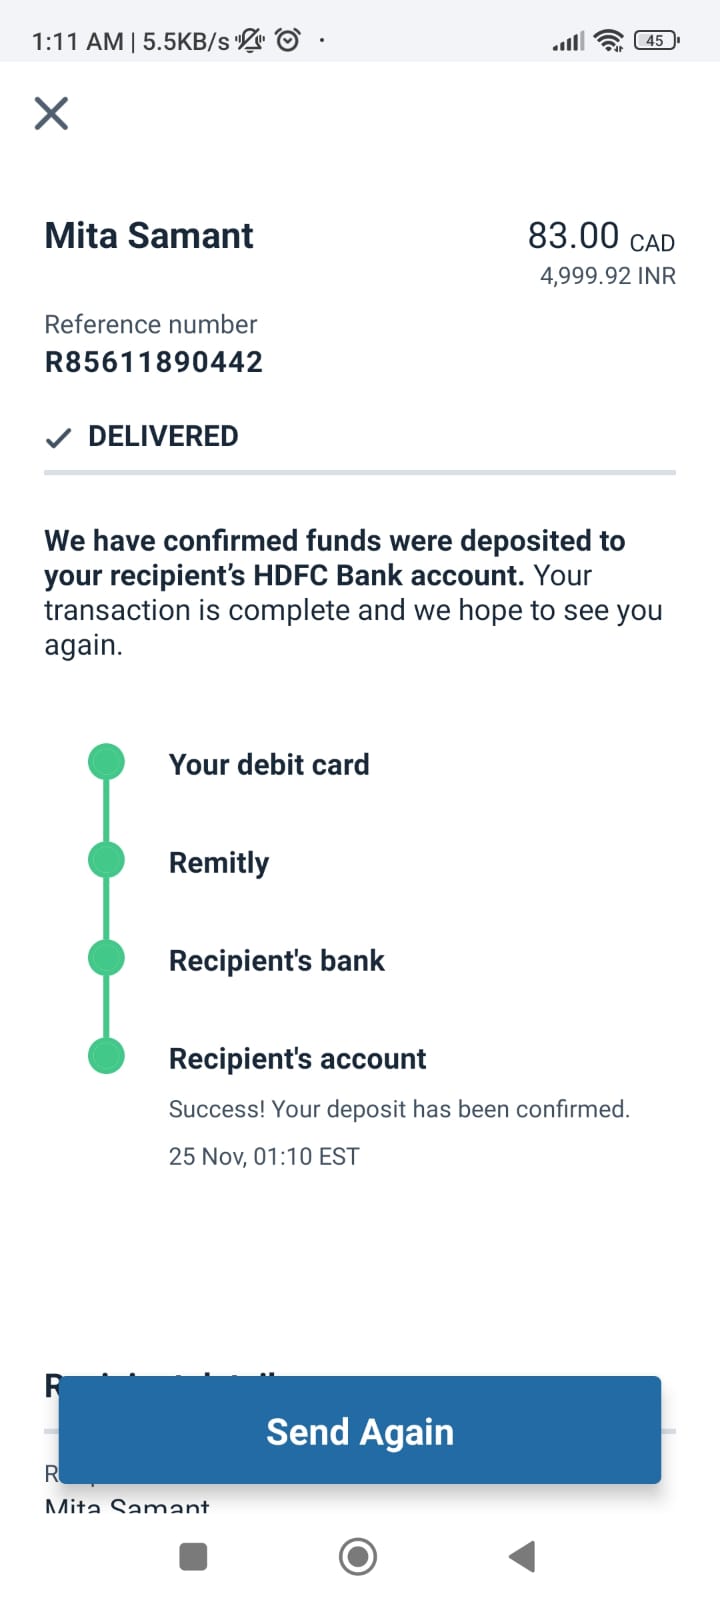 1:11 AM | 5.5KB/s
45
Mita Samant
83.00 CAD
4,999.92 INR
Reference number
R85611890442
DELIVERED
We have confirmed funds were deposited to
your recipient's HDFC Bank account. Your
transaction is complete and we hope to see you
again.
Your debit card
Remitly
Recipient's bank
Recipient's account
Success! Your deposit has been confirmed.
25 Nov, 01:10 EST
Send Again
Mita Samant